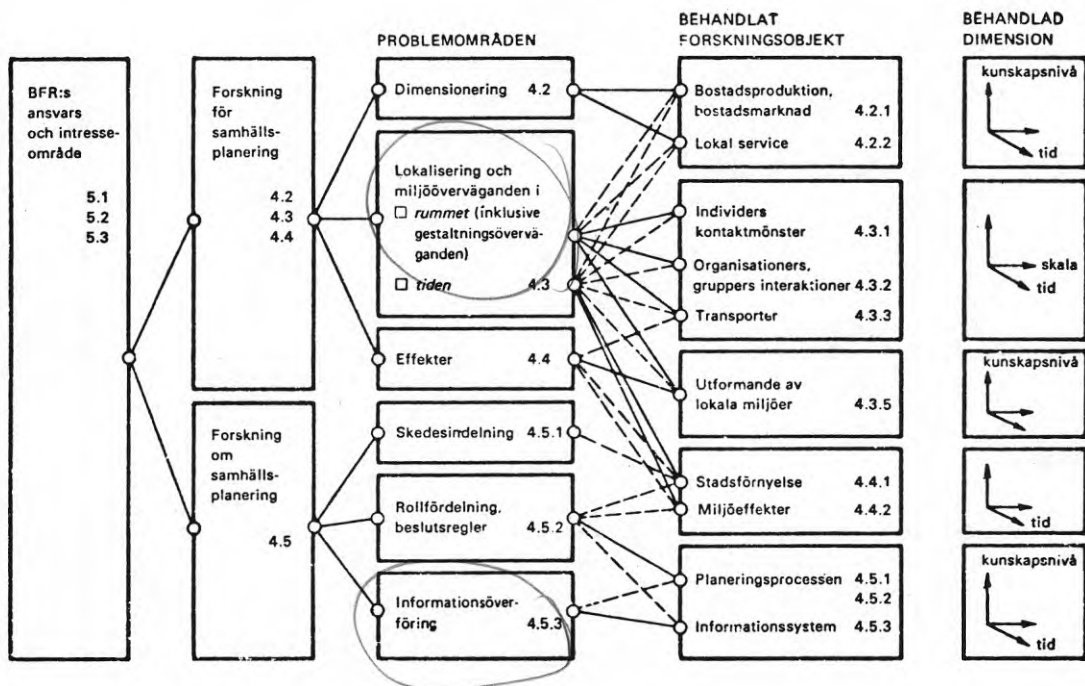 PROBLEMOMRÅDEN
BEHANDLAT
FORSKNINGSOBJEKT
BEHANDLAD
DIMENSION
BFR:s
ansvars
och intresse-
område
5.1
5.2
5.3
Forskning
för
samhälls-
planering
4.2
4.3
4.4
Forskning
om
samhälls-
planering
4.5
Dimensionering 4.2
Lokalisering och
miljööverväganden i
□ rummet (inklusive
gestaltningsövervä-
ganden)
□ tiden 4.3
Effekter 4.4
Skedesindelning 4.5.1
Rollfördelning,
beslutsregler 4.5.2
Informationsöver-
föring 4.5.3
Bostadsproduktion,
bostadsmarknad 4.2.1
Lokal service 4.2.2
Individers
kontaktmönster 4.3.1
Organisationers,
gruppers interaktioner 4.3.2
Transporter 4.3.3
Utformande av
lokala miljöer 4.3.5
Stadsförnyelse 4.4.1
Miljöeffekter 4.4.2
Planeringsprocessen 4.5.1
4.5.2
Informationssystem 4.5.3
kunskapsnivå
tid
skala
tid
kunskapsnivå
tid
kunskapsnivå
tid